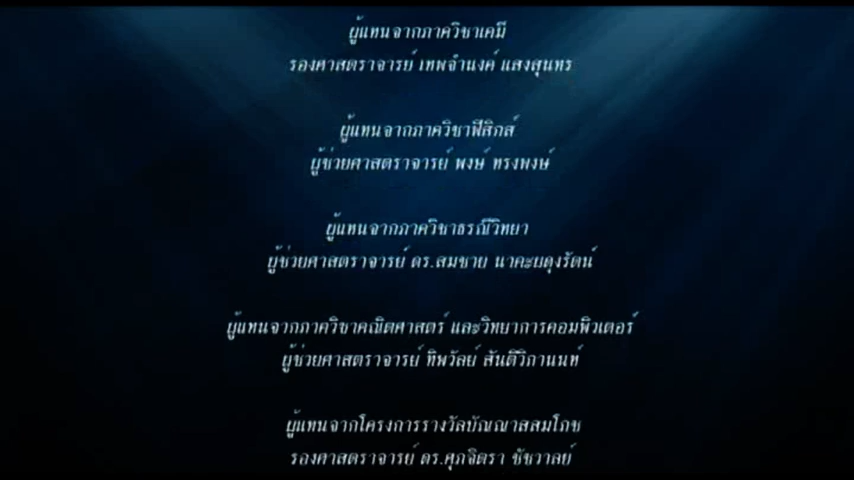 ผู้แทนจากภาควิชาเคมี
รองศาสตราจารย์ เทพจำนงค์ แสงสุนทร
ผู้แทนจากภาควิชาฟิสิกส์
ผู้ช่วยศาสตราจารย์ พงษ์ ทรงพงษ์
ผู้แทนจากภาควิชาธรณีวิทยา
ผู้ช่วยศาสตราจารย์ ดร.สมชาย นาคะผดุงรัตน์
ผู้แทนจากภาควิชาคณิตศาสตร์ และวิทยาการคอมพิวเตอร์
ผู้ช่วยศาสตราจารย์ ทิพวัลย์ สันติวิภานนท์
ผู้แทนจากโครงการรางวัลบัณณาสสมโภช
รองศาสตราจารย์ ดร.ศุภจิตรา ชัชวาลย์